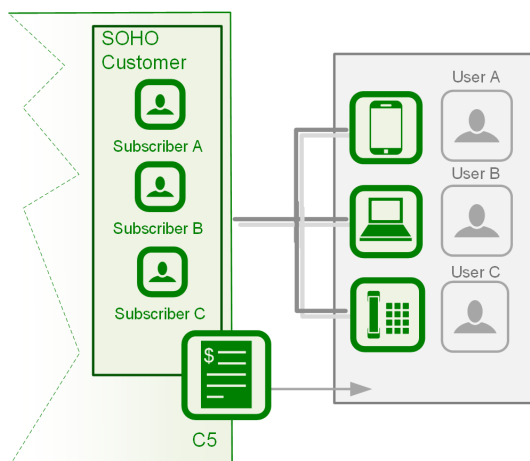 SOHO
Customer
Subscriber A
Subscriber B
Subscriber C
$
C5
User A
User B
User C